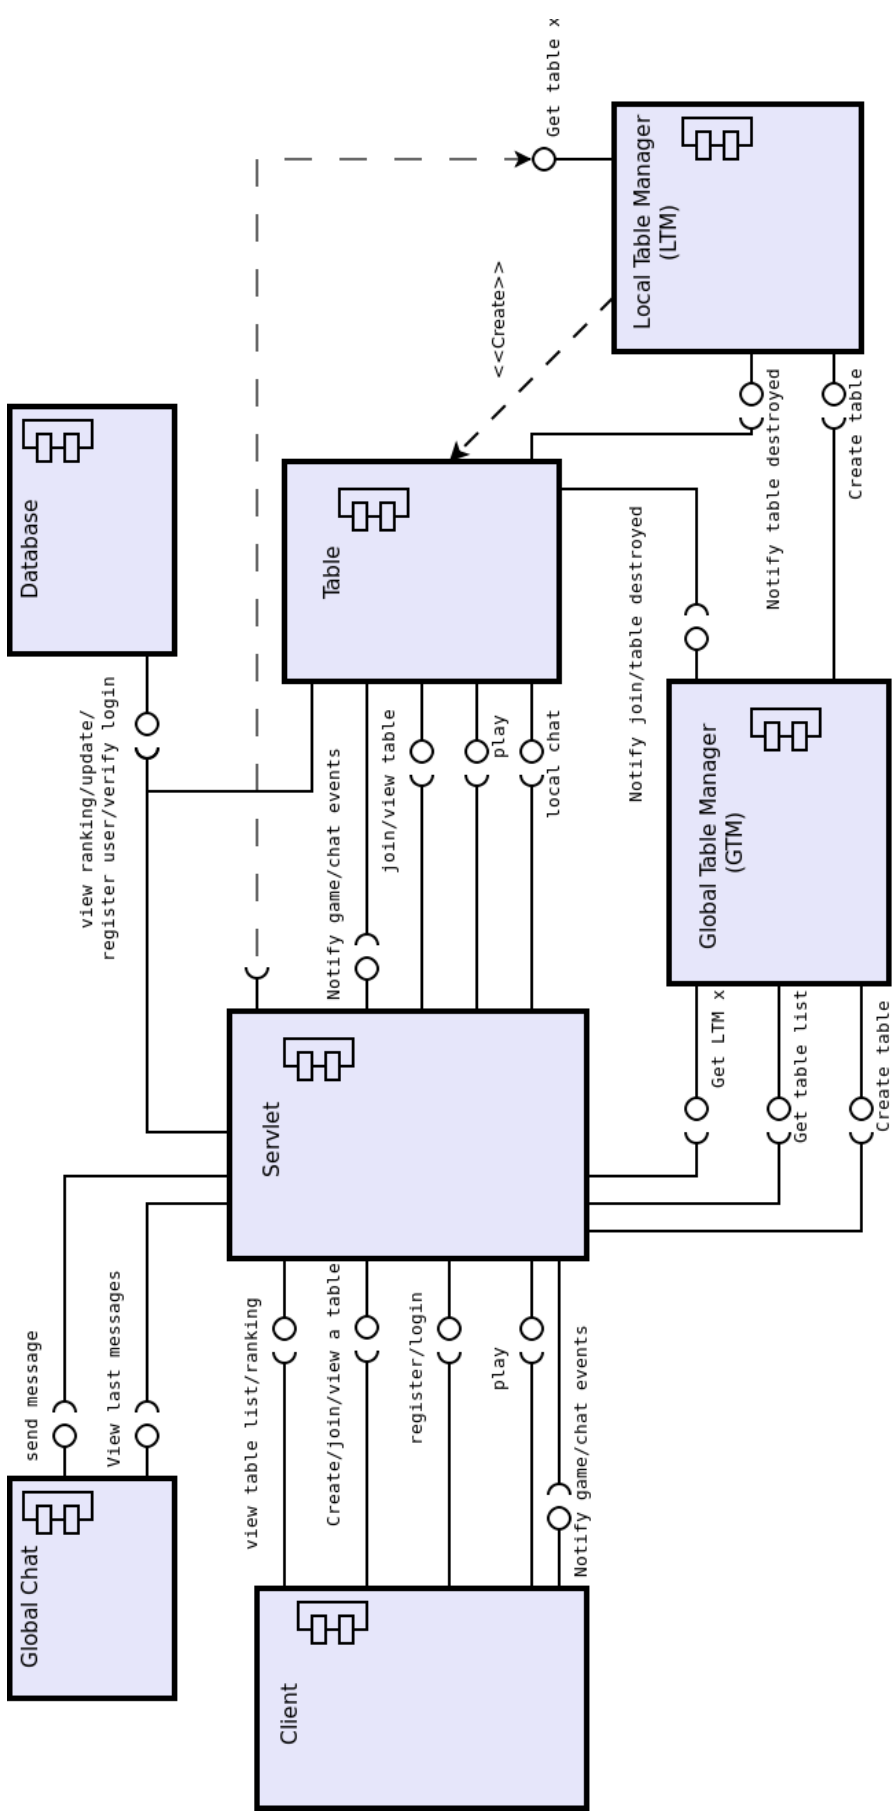 Global Chat
send message
View last messages
Database
view ranking/update/
register user/verify login
Client
view table list/ranking
Create/join/view a table
register/login
play
Notify game/chat events
Servlet
Notify game/chat events
join/view table
play
local chat
Table
<<Create>>
Get table x
Local Table Manager
(LTM)
Notify join/table destroyed
Notify table destroyed
Create table
Global Table Manager
(GTM)
Get LTM x
Get table list
Create table